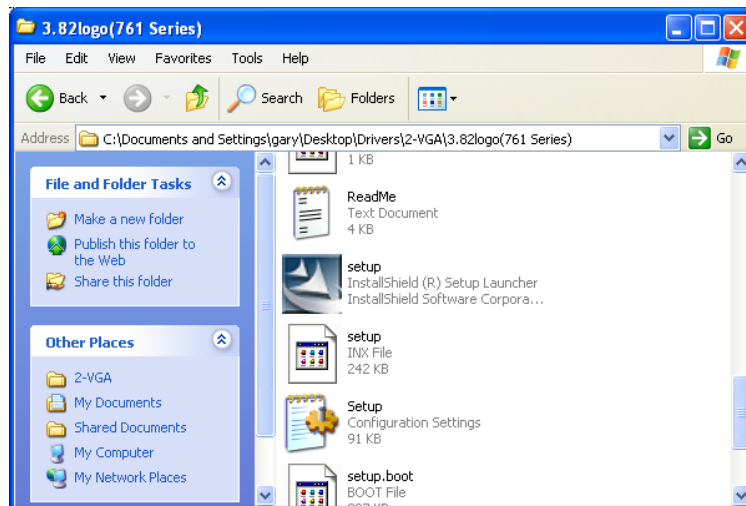 3.82logo(761 Series)
File Edit View Favorites Tools Help
Back Search Folders
Address C:\Documents and Settings\gary\Desktop\Drivers\2-VGA\3.82logo(761 Series) Go
File and Folder Tasks
Make a new folder
Publish this folder to
the Web
Share this folder
Other Places
2-VGA
My Documents
Shared Documents
My Computer
My Network Places
1 KB
ReadMe
Text Document
4 KB
setup
InstallShield (R) Setup Launcher
InstallShield Software Corpora...
setup
INX File
242 KB
Setup
Configuration Settings
91 KB
setup.boot
BOOT File